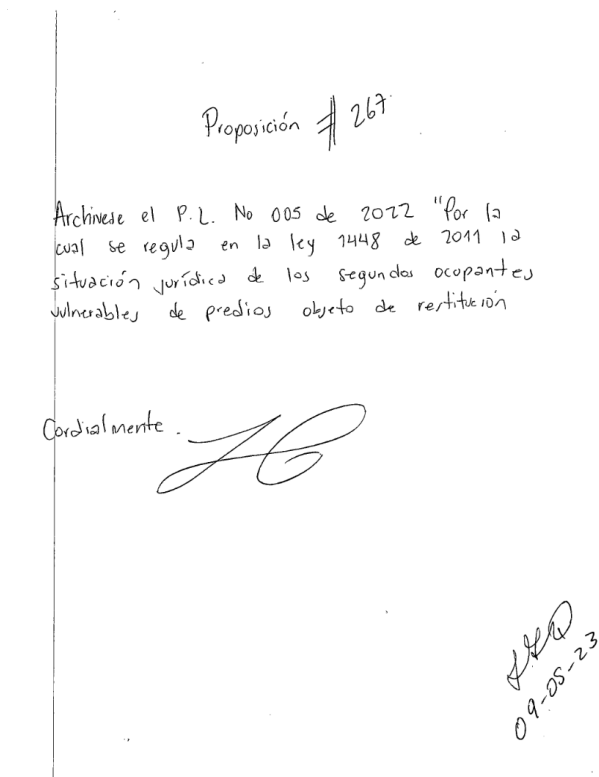 Proposición # 267
Archivese el P.L. No 005 de 2022 "Por la
cual se regula en la ley 1448 de 2011 la
situación jurídica de los segundos ocupantes
vulnerables de predios objeto de restitución
Cordialmente.
09-05-23